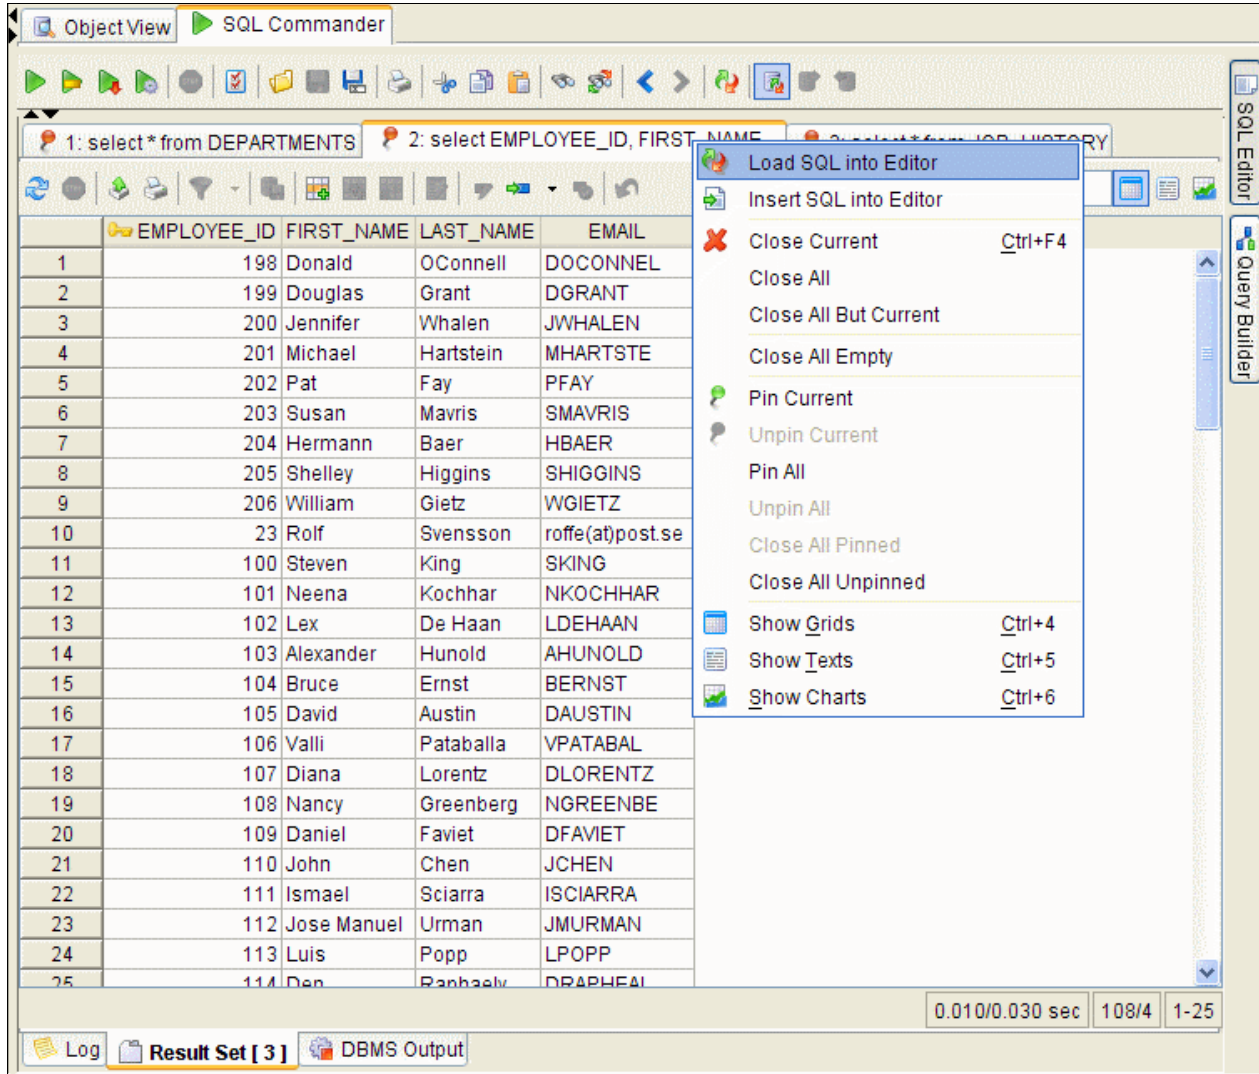 Object View SQL Commander
1: select * from DEPARTMENTS 2: select EMPLOYEE_ID, FIRST_NAME
EMPLOYEE_ID FIRST_NAME LAST_NAME EMAIL
1 198 Donald OConnell DOCONNEL
2 199 Douglas Grant DGRANT
3 200 Jennifer Whalen JWHALEN
4 201 Michael Hartstein MHARTSTE
5 202 Pat Fay PFAY
6 203 Susan Mavris SMAVRIS
7 204 Hermann Baer HBAER
8 205 Shelley Higgins SHIGGINS
9 206 William Gietz WGIETZ
10 23 Rolf Svensson roffe(at)post.se
11 100 Steven King SKING
12 101 Neena Kochhar NKOCHHAR
13 102 Lex De Haan LDEHAAN
14 103 Alexander Hunold AHUNOLD
15 104 Bruce Ernst BERNST
16 105 David Austin DAUSTIN
17 106 Valli Pataballa VPATABAL
18 107 Diana Lorentz DLORENTZ
19 108 Nancy Greenberg NGREENBE
20 109 Daniel Faviet DFAVIET
21 110 John Chen JCHEN
22 111 Ismael Sciarra ISCIARRA
23 112 Jose Manuel Urman JMURMAN
24 113 Luis Popp LPOPP
25 114 Den Raphaely DRAPHEAL
Load SQL into Editor
Insert SQL into Editor
Close Current Ctrl+F4
Close All
Close All But Current
Close All Empty
Pin Current
Unpin Current
Pin All
Unpin All
Close All Pinned
Close All Unpinned
Show Grids Ctrl+4
Show Texts Ctrl+5
Show Charts Ctrl+6
SQL Editor
Query Builder
0.010/0.030 sec 108/4 1-25
Log Result Set [ 3 ] DBMS Output